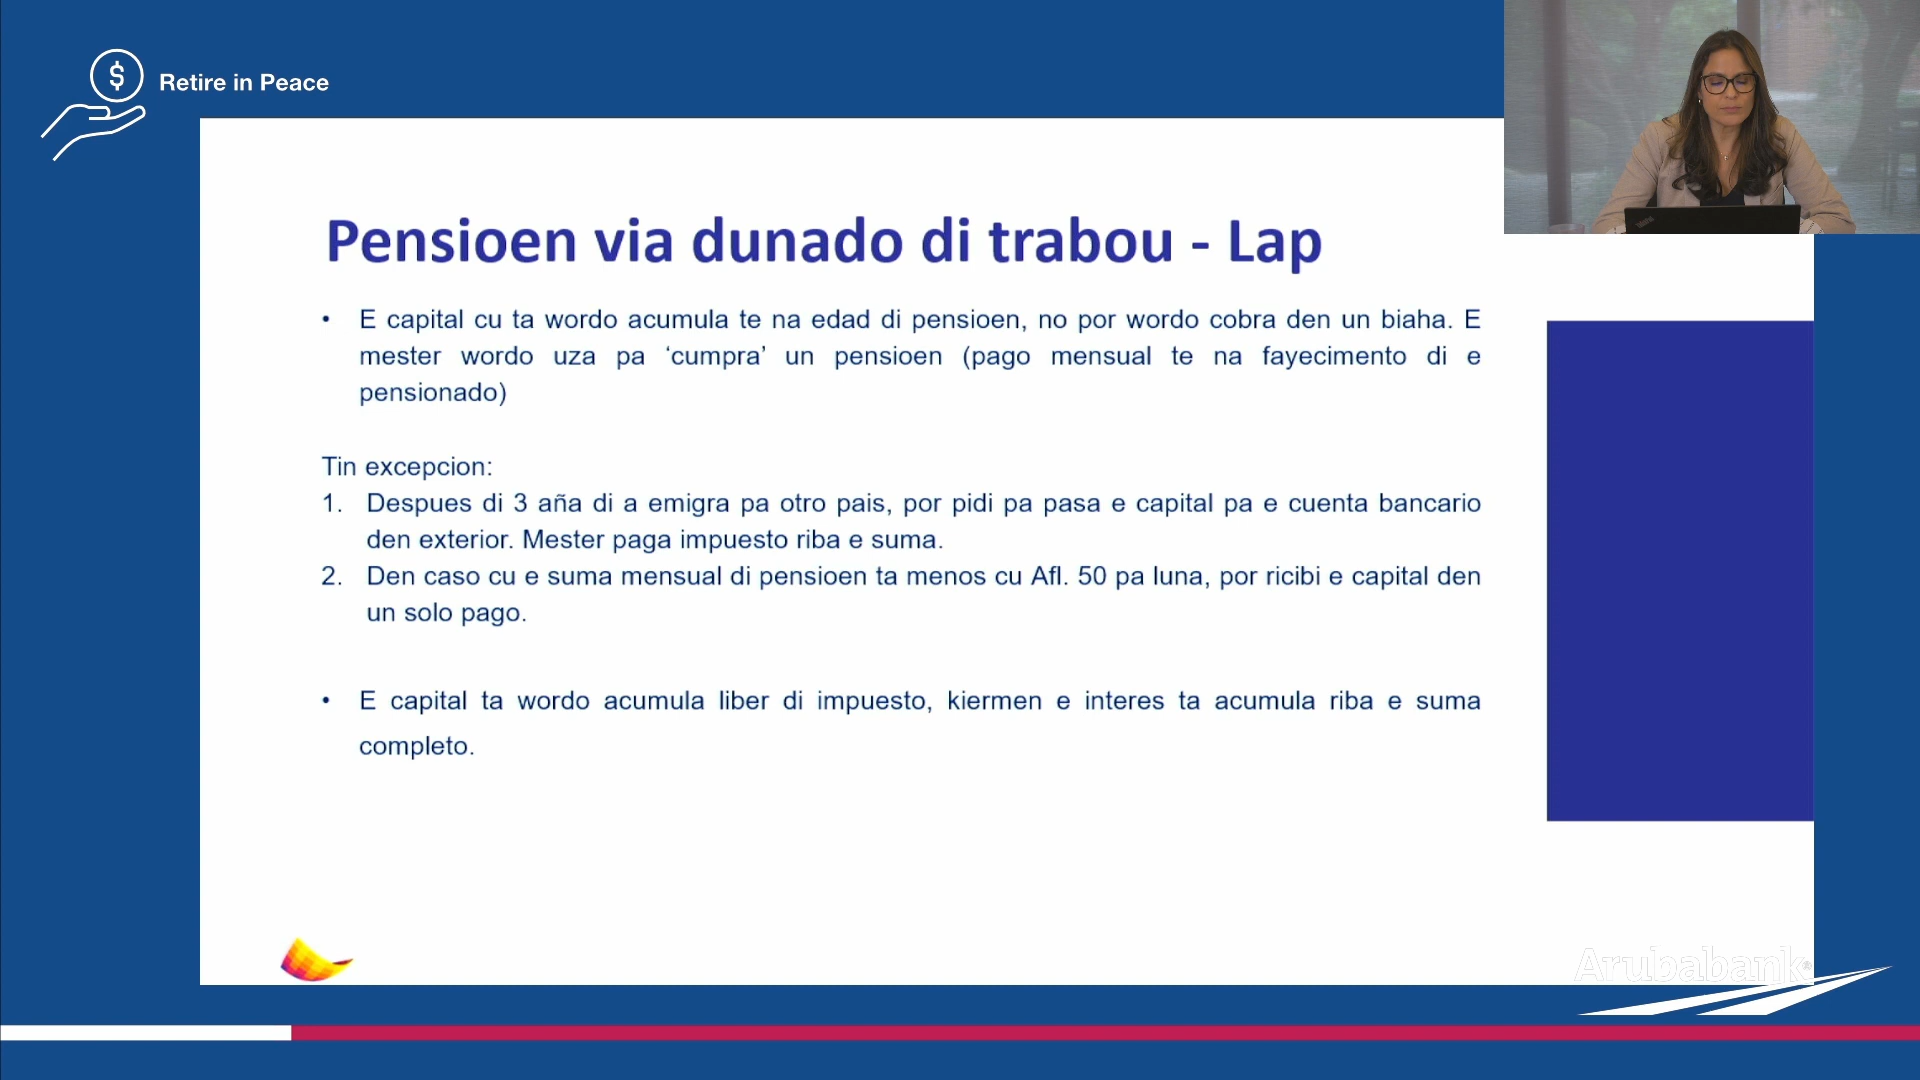 $
Retire in Peace
Pensioen via dunado di trabou - Lap
• E capital cu ta wordo acumula te na edad di pensioen, no por wordo cobra den un biaha. E
mester wordo uza pa ‘cumpra’ un pensioen (pago mensual te na fayecimento di e
pensionado)
Tin excepcion:
1. Despues di 3 aña di a emigra pa otro pais, por pidi pa pasa e capital pa e cuenta bancario
den exterior. Mester paga impuesto riba e suma.
2. Den caso cu e suma mensual di pensioen ta menos cu Afl. 50 pa luna, por ricibi e capital den
un solo pago.
• E capital ta wordo acumula liber di impuesto, kiermen e interes ta acumula riba e suma
completo.
Arubabank®